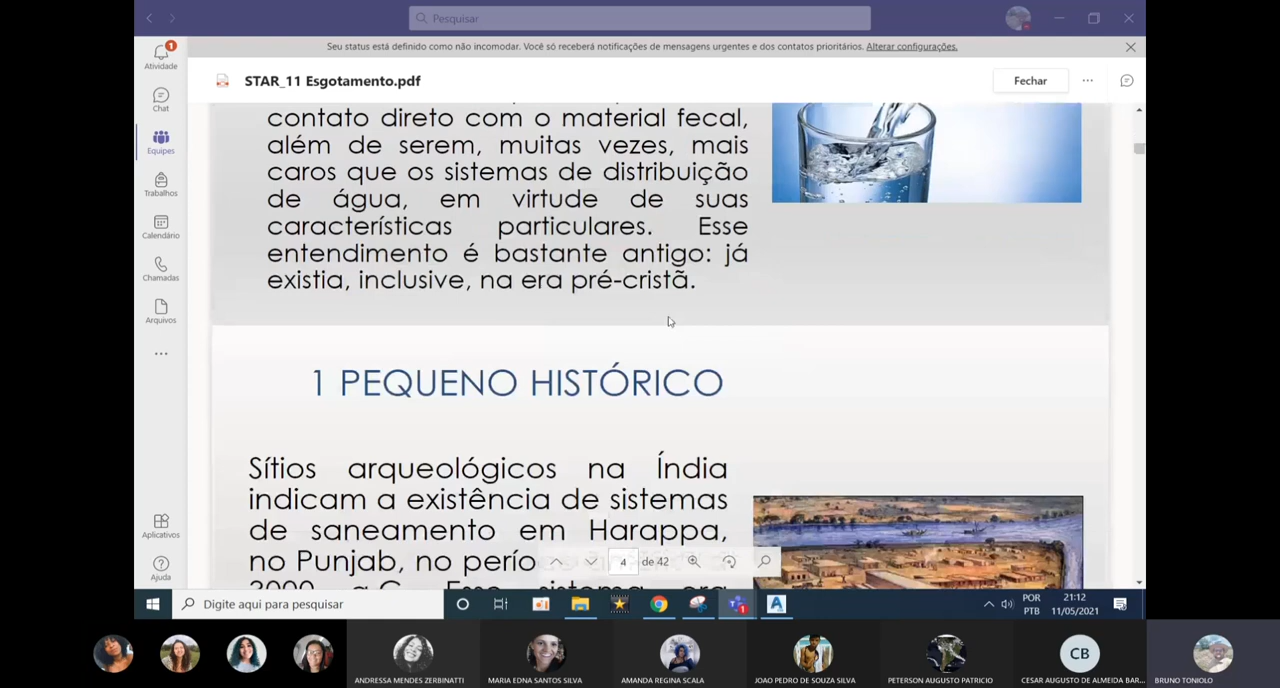 Pesquisar
Seu status está definido como não incomodar. Você só receberá notificações de mensagens urgentes e dos contatos prioritários. Alterar configurações.
Atividade
1
Chat
Equipes
Trabalhos
Calendário
Chamadas
Arquivos
Aplicativos
Ajuda
STAR_11 Esgotamento.pdf
Fechar
contato direto com o material fecal,
além de serem, muitas vezes, mais
caros que os sistemas de distribuição
de água, em virtude de suas
características particulares. Esse
entendimento é bastante antigo: já
existia, inclusive, na era pré-cristã.
1 PEQUENO HISTÓRICO
Sítios arqueológicos na Índia
indicam a existência de sistemas
de saneamento em Harappa,
no Punjab, no perío
4 de 42
Digite aqui para pesquisar
POR
PTB
21:12
11/05/2021
ANDRESSA MENDES ZERBINATTI
MARIA EDNA SANTOS SILVA
AMANDA REGINA SCALA
JOAO PEDRO DE SOUZA SILVA
PETERSON AUGUSTO PATRICIO
CB
CESAR AUGUSTO DE ALMEIDA BAR...
BRUNO TONIOLO